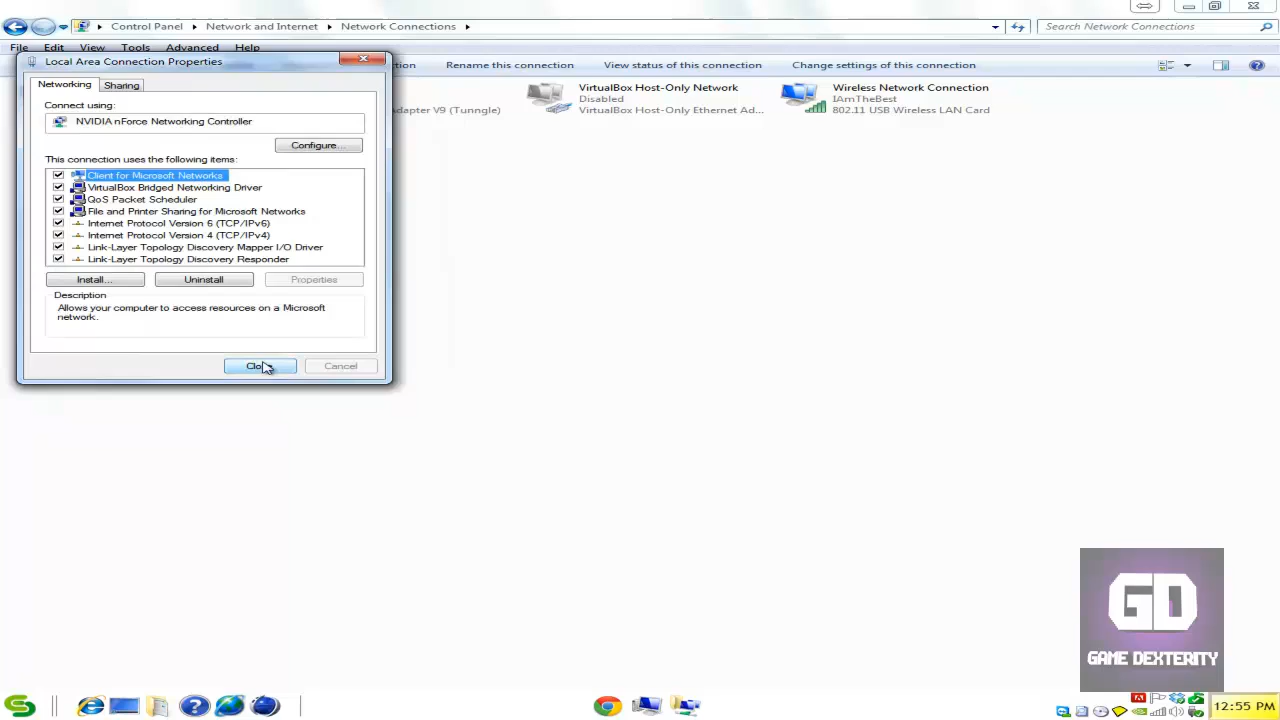 Control Panel Network and Internet Network Connections
Search Network Connections
File Edit View Tools Advanced Help
Local Area Connection Properties
ction Rename this connection View status of this connection Change settings of this connection
Networking Sharing
Connect using:
NVIDIA nForce Networking Controller
Configure...
This connection uses the following items:
Client for Microsoft Networks
VirtualBox Bridged Networking Driver
QoS Packet Scheduler
File and Printer Sharing for Microsoft Networks
Internet Protocol Version 6 (TCP/IPv6)
Internet Protocol Version 4 (TCP/IPv4)
Link-Layer Topology Discovery Mapper I/O Driver
Link-Layer Topology Discovery Responder
Install... Uninstall Properties
Description
Allows your computer to access resources on a Microsoft
network.
Cancel
Adapter V9 (Tunngle)
VirtualBox Host-Only Network
Disabled
VirtualBox Host-Only Ethernet Ad...
Wireless Network Connection
IAmTheBest
802.11 USB Wireless LAN Card
GD
GAME DEXTERITY
12:55 PM